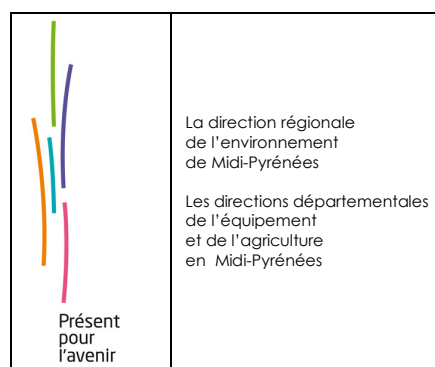 Présent
pour
l'avenir
La direction régionale
de l'environnement
de Midi-Pyrénées
Les directions départementales
de l'équipement
et de l'agriculture
en Midi-Pyrénées